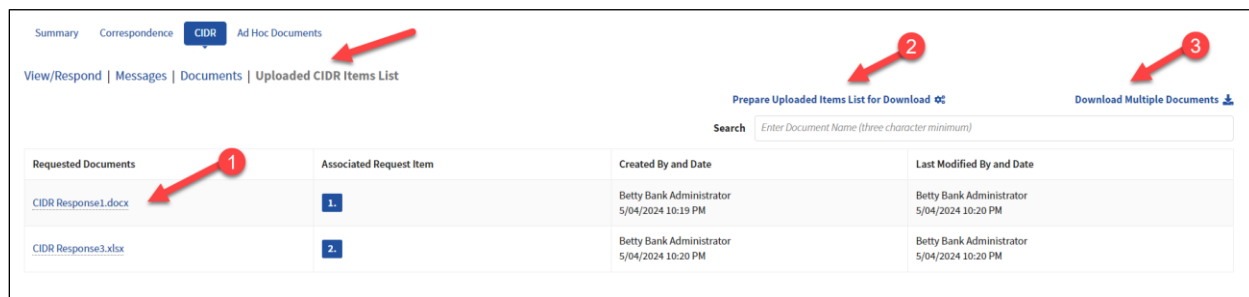 Summary Correspondence CIDR Ad Hoc Documents
2
3
View/Respond | Messages | Documents | Uploaded CIDR Items List
Prepare Uploaded Items List for Download Download Multiple Documents
Search Enter Document Name (three character minimum)
Requested Documents Associated Request Item Created By and Date Last Modified By and Date
1
CIDR Response1.docx 1. Betty Bank Administrator Betty Bank Administrator
5/04/2024 10:19 PM 5/04/2024 10:20 PM
CIDR Response3.xlsx 2. Betty Bank Administrator Betty Bank Administrator
5/04/2024 10:20 PM 5/04/2024 10:20 PM